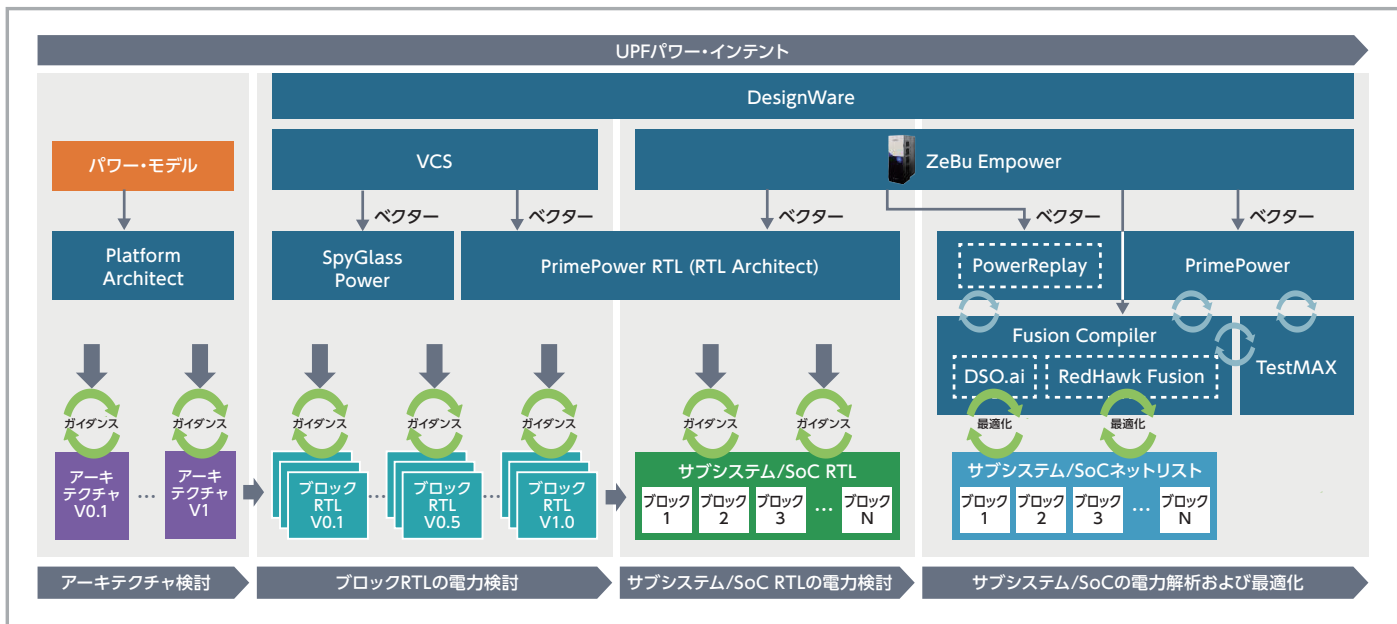 UPFパワー・インテント
DesignWare
パワー・モデル
VCS
ZeBu Empower
ベクター
ベクター
ベクター
ベクター
ベクター
Platform
Architect
SpyGlass
Power
PrimePower RTL (RTL Architect)
PowerReplay
PrimePower
Fusion Compiler
DSO.ai
RedHawk Fusion
TestMAX
ガイダンス
ガイダンス
ガイダンス
ガイダンス
ガイダンス
ガイダンス
ガイダンス
最適化
最適化
アーキ
テクチャ
V0.1
…
アーキ
テクチャ
V1
ブロック
RTL
V0.1
…
ブロック
RTL
V0.5
…
ブロック
RTL
V1.0
サブシステム/SoC RTL
ブロック
1
ブロック
2
ブロック
3
…
ブロック
N
サブシステム/SoCネットリスト
ブロック
1
ブロック
2
ブロック
3
…
ブロック
N
アーキテクチャ検討
ブロックRTLの電力検討
サブシステム/SoC RTLの電力検討
サブシステム/SoCの電力解析および最適化